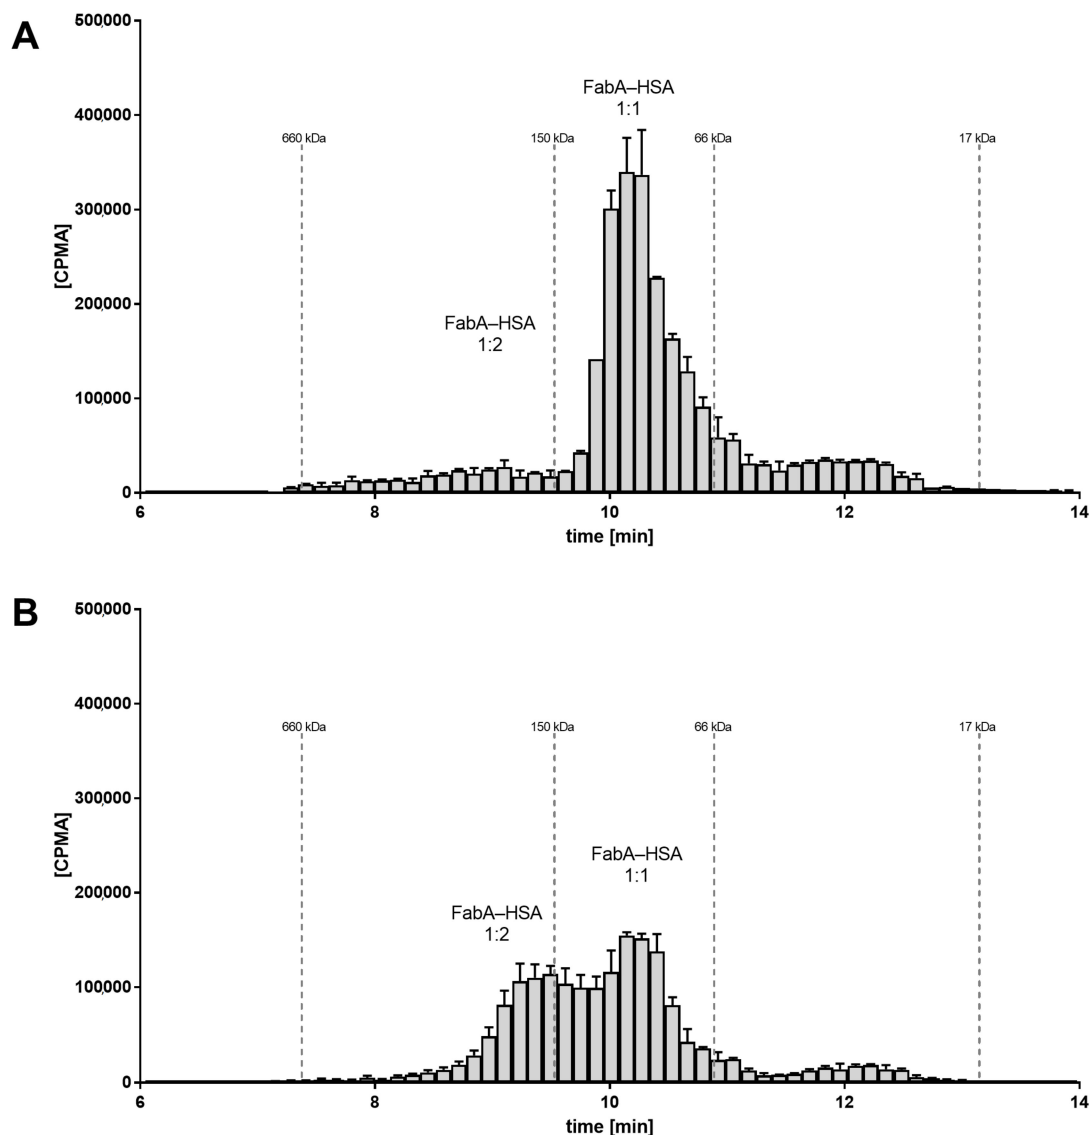 A
500,000
400,000
300,000
200,000
100,000
0
[CPMA]
660 kDa
150 kDa
66 kDa
17 kDa
FabA–HSA
1:1
FabA–HSA
1:2
6
8
10
12
14
time [min]
B
500,000
400,000
300,000
200,000
100,000
0
[CPMA]
660 kDa
150 kDa
66 kDa
17 kDa
FabA–HSA
1:1
FabA–HSA
1:2
6
8
10
12
14
time [min]